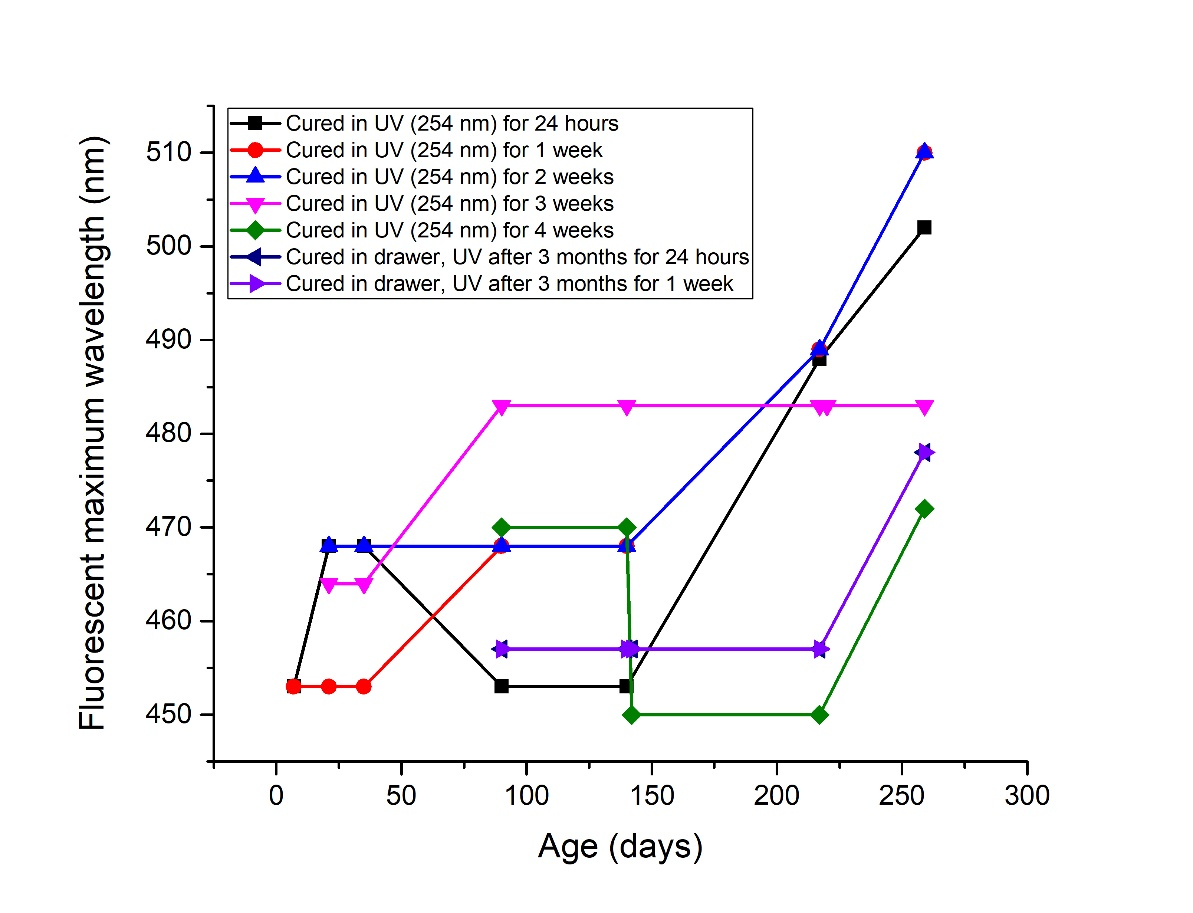 Cured in UV (254 nm) for 24 hours
Cured in UV (254 nm) for 1 week
Cured in UV (254 nm) for 2 weeks
Cured in UV (254 nm) for 3 weeks
Cured in UV (254 nm) for 4 weeks
Cured in drawer, UV after 3 months for 24 hours
Cured in drawer, UV after 3 months for 1 week
Fluorescent maximum wavelength (nm)
510
500
490
480
470
460
450
0 50 100 150 200 250 300
Age (days)